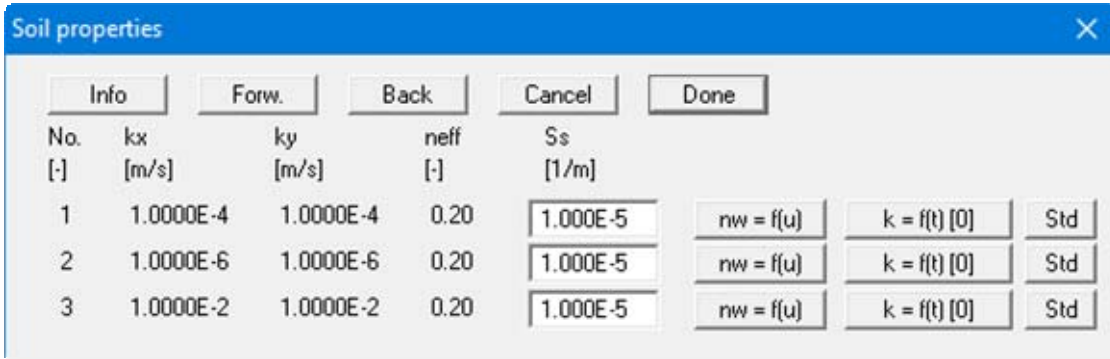 Soil properties
Info Forw. Back Cancel Done
No. kx ky neff Ss
[-] [m/s] [m/s] [-] [1/m]
1 1.0000E-4 1.0000E-4 0.20 1.000E-5 nw = f(u) k = f(t) [0] Std
2 1.0000E-6 1.0000E-6 0.20 1.000E-5 nw = f(u) k = f(t) [0] Std
3 1.0000E-2 1.0000E-2 0.20 1.000E-5 nw = f(u) k = f(t) [0] Std